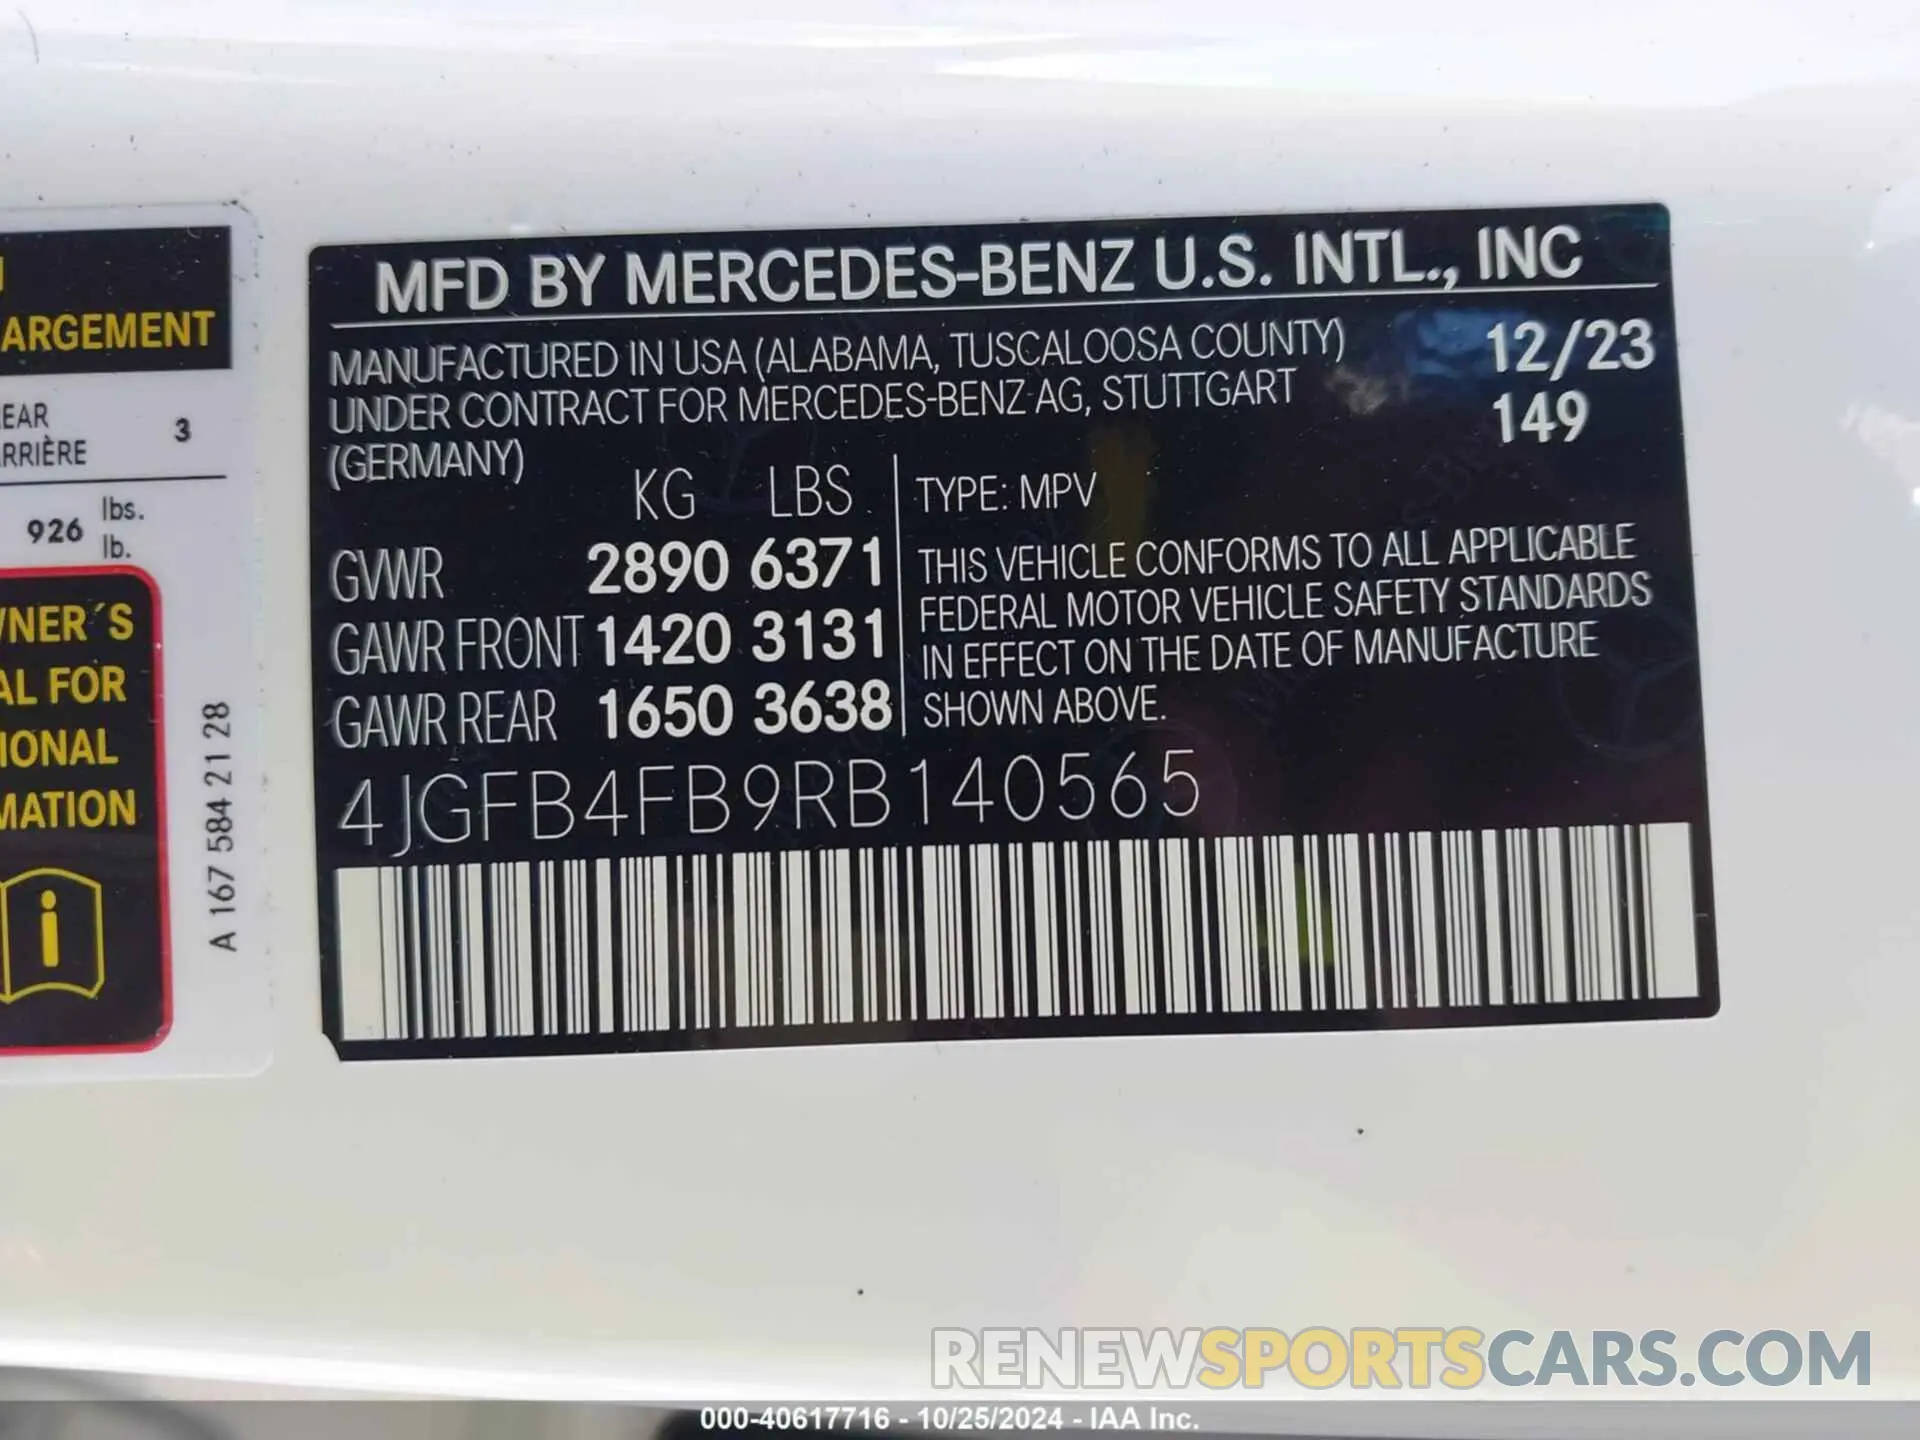 ARGEMENT
EAR
RRIÈRE 3
926 lbs.
lb.
NER´S
AL FOR
IONAL
MATION
i
A 167 584 21 28
MFD BY MERCEDES-BENZ U.S. INTL., INC
MANUFACTURED IN USA (ALABAMA, TUSCALOOSA COUNTY) 12/23
UNDER CONTRACT FOR MERCEDES-BENZ AG, STUTTGART 149
(GERMANY)
KG LBS
GVWR 2890 6371
GAWR FRONT 1420 3131
GAWR REAR 1650 3638
TYPE: MPV
THIS VEHICLE CONFORMS TO ALL APPLICABLE
FEDERAL MOTOR VEHICLE SAFETY STANDARDS
IN EFFECT ON THE DATE OF MANUFACTURE
SHOWN ABOVE.
4JGFB4FB9RB140565
RENEWSPORTSCARS.COM
000-40617716 - 10/25/2024 - IAA Inc.